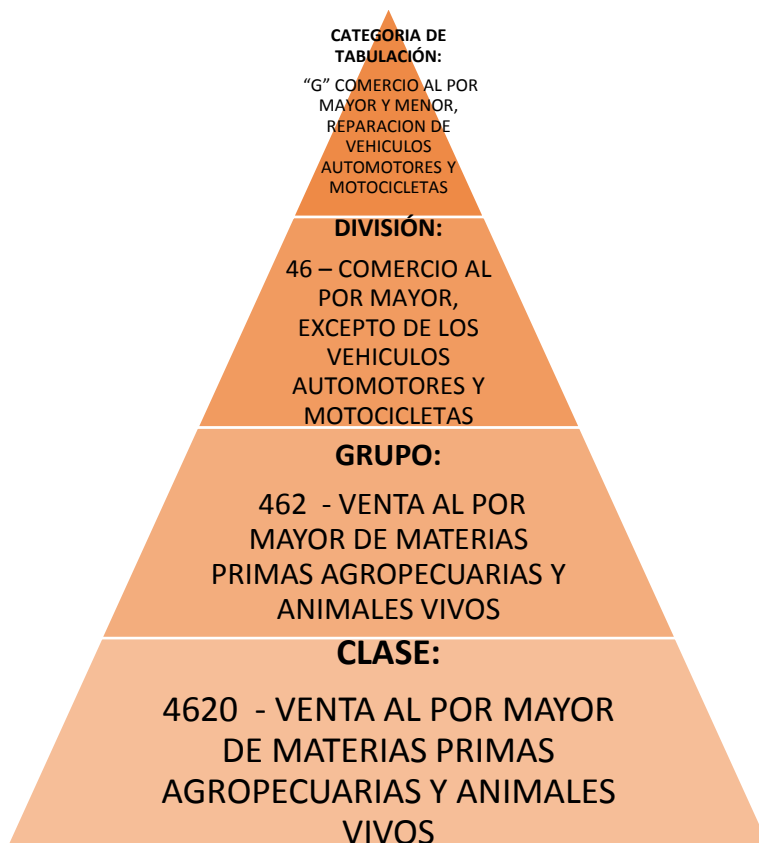 CATEGORIA DE
TABULACIÓN:
“G” COMERCIO AL POR
MAYOR Y MENOR,
REPARACION DE
VEHICULOS
AUTOMOTORES Y
MOTOCICLETAS
DIVISIÓN:
46 – COMERCIO AL
POR MAYOR,
EXCEPTO DE LOS
VEHICULOS
AUTOMOTORES Y
MOTOCICLETAS
GRUPO:
462 - VENTA AL POR
MAYOR DE MATERIAS
PRIMAS AGROPECUARIAS Y
ANIMALES VIVOS
CLASE:
4620 - VENTA AL POR MAYOR
DE MATERIAS PRIMAS
AGROPECUARIAS Y ANIMALES
VIVOS